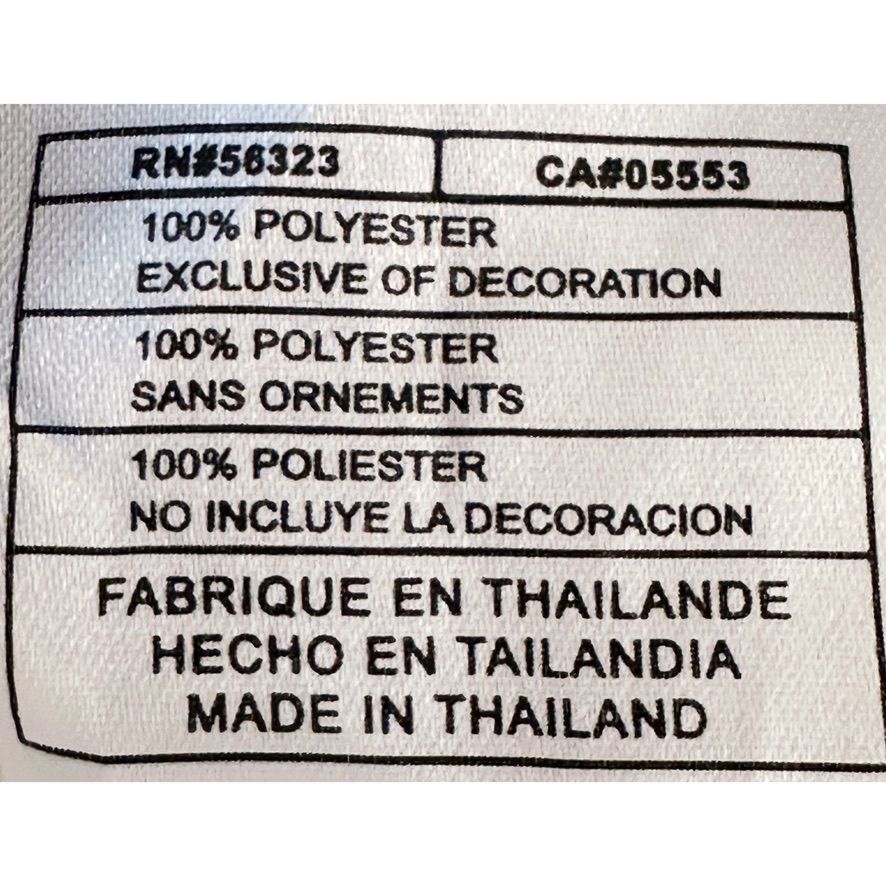 RN#56323 CA#05553
100% POLYESTER
EXCLUSIVE OF DECORATION
100% POLYESTER
SANS ORNEMENTS
100% POLIESTER
NO INCLUYE LA DECORACION
FABRIQUE EN THAILANDE
HECHO EN TAILANDIA
MADE IN THAILAND